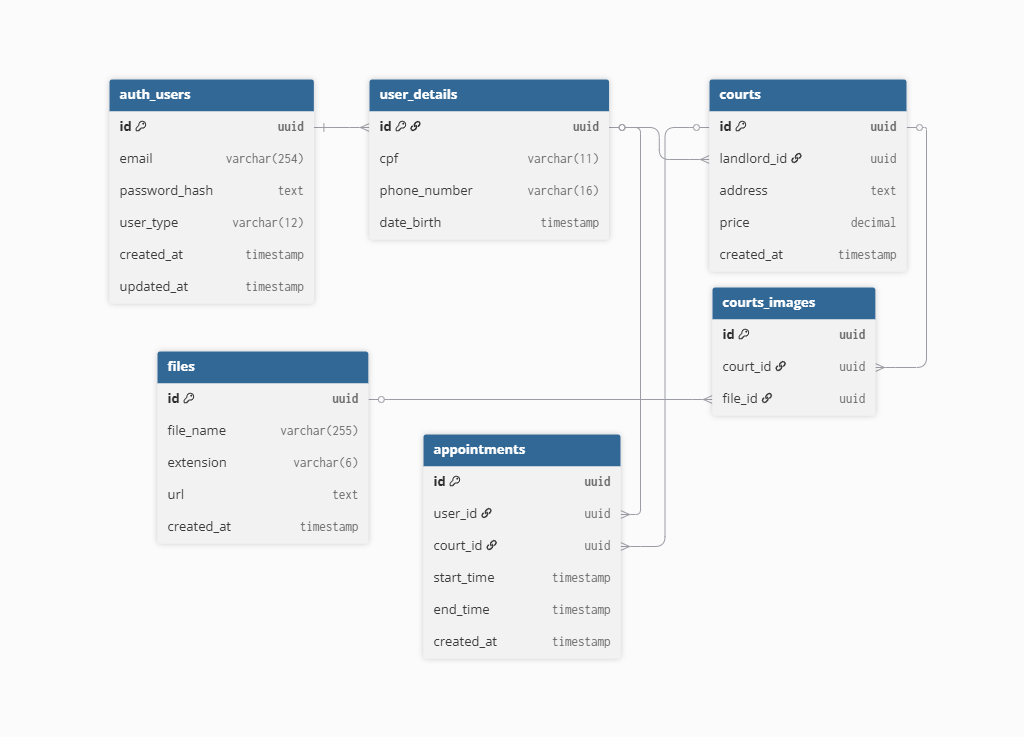 auth_users
id uuid
email varchar(254)
password_hash text
user_type varchar(12)
created_at timestamp
updated_at timestamp
user_details
id uuid
cpf varchar(11)
phone_number varchar(16)
date_birth timestamp
courts
id uuid
landlord_id uuid
address text
price decimal
created_at timestamp
courts_images
id uuid
court_id uuid
file_id uuid
files
id uuid
file_name varchar(255)
extension varchar(6)
url text
created_at timestamp
appointments
id uuid
user_id uuid
court_id uuid
start_time timestamp
end_time timestamp
created_at timestamp